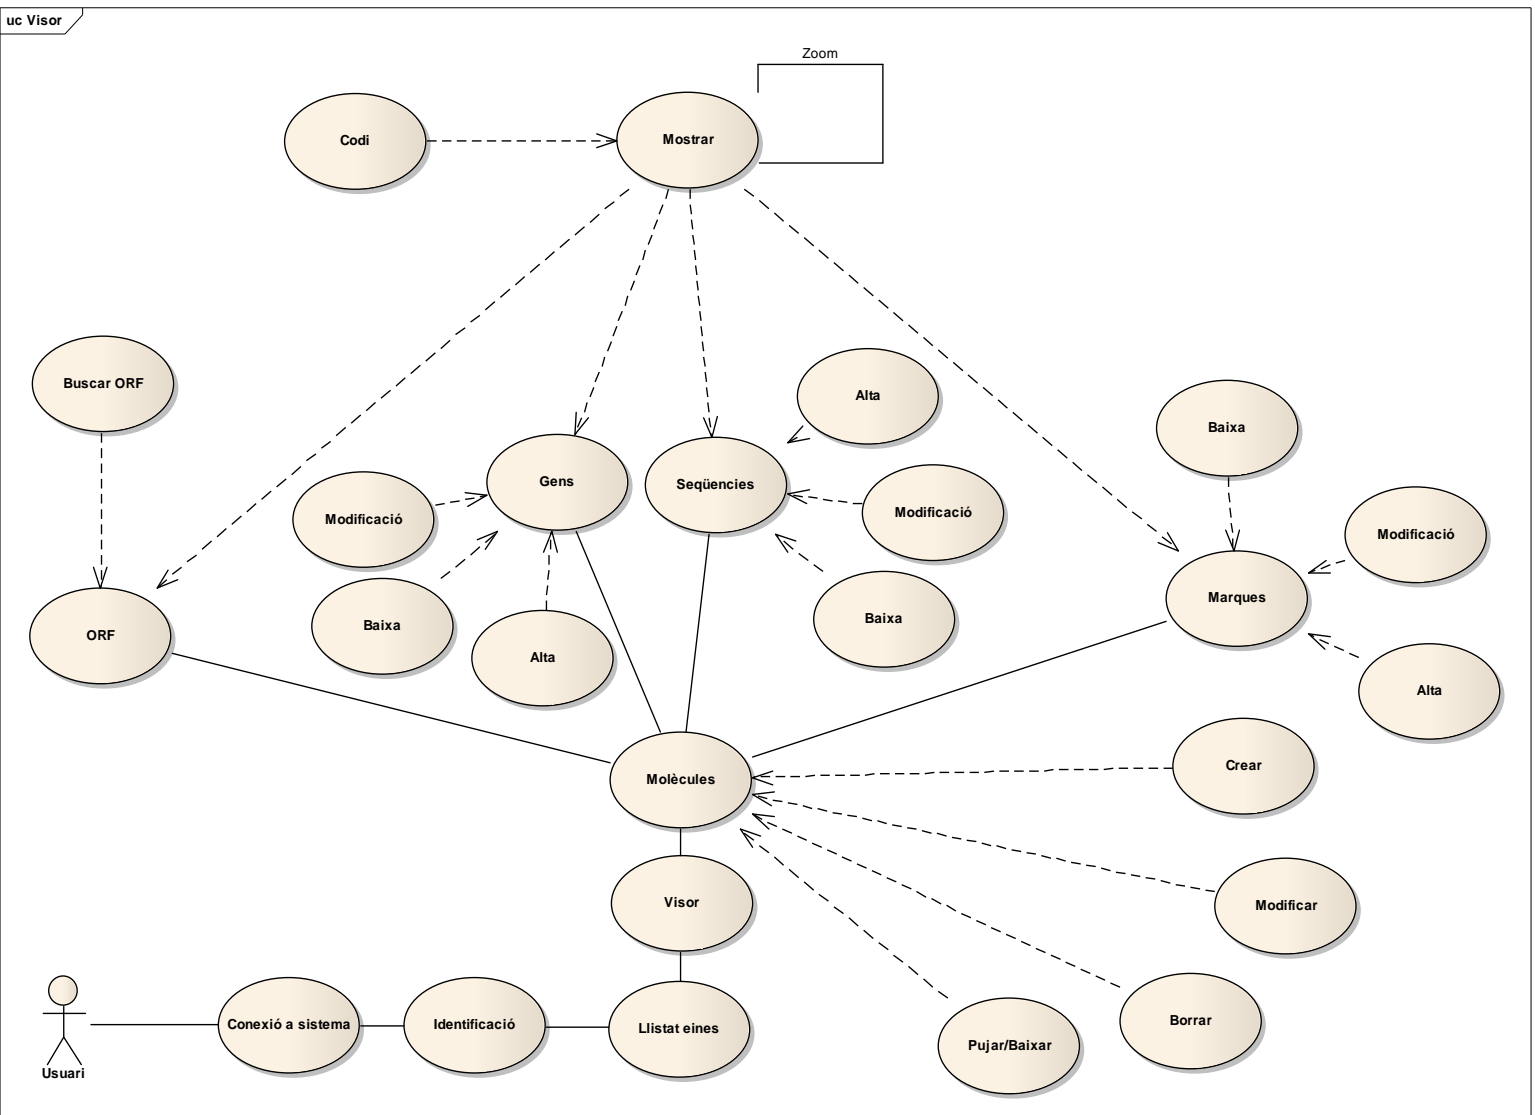 uc Visor
Zoom
Codi
Mostrar
Buscar ORF
Alta
Baixa
Gens
Seqüencies
Modificació
Modificació
Modificació
Marques
Baixa
Baixa
ORF
Alta
Alta
Molècules
Crear
Visor
Modificar
Conexió a sistema
Identificació
Llistat eines
Borrar
Pujar/Baixar
Usuari